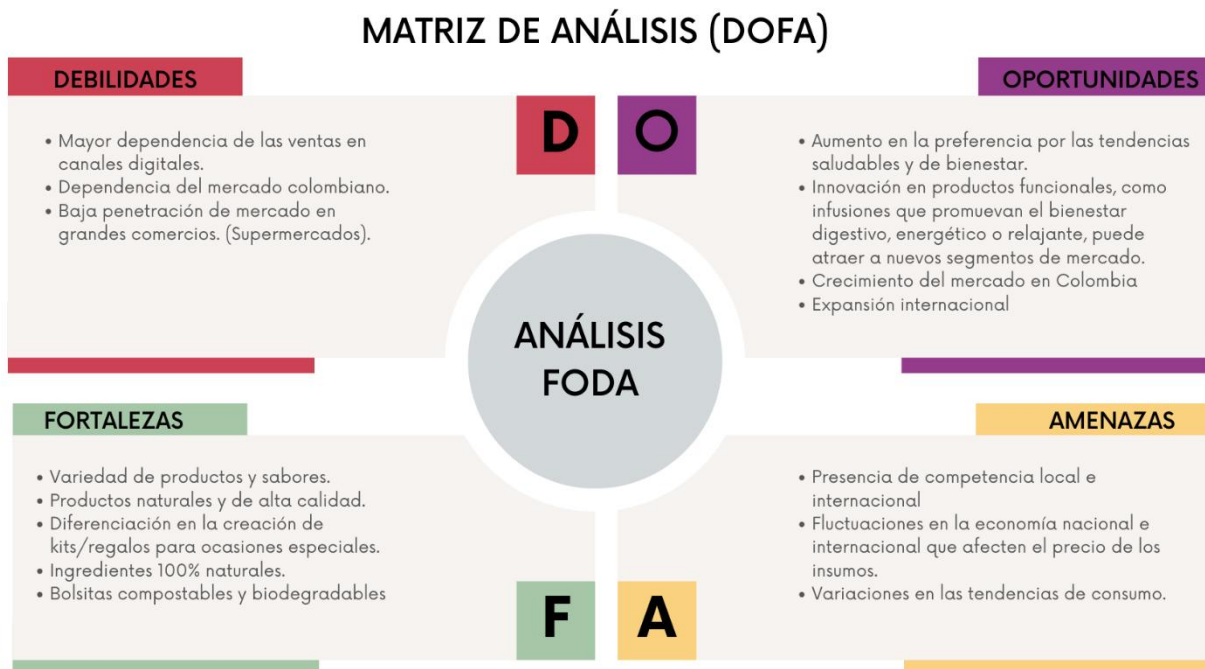 MATRIZ DE ANÁLISIS (DOFA)
DEBILIDADES
• Mayor dependencia de las ventas en
canales digitales.
• Dependencia del mercado colombiano.
• Baja penetración de mercado en
grandes comercios. (Supermercados).
D
O
OPORTUNIDADES
• Aumento en la preferencia por las tendencias
saludables y de bienestar.
• Innovación en productos funcionales, como
infusiones que promuevan el bienestar
digestivo, energético o relajante, puede
atraer a nuevos segmentos de mercado.
• Crecimiento del mercado en Colombia
• Expansión internacional
ANÁLISIS
FODA
FORTALEZAS
• Variedad de productos y sabores.
• Productos naturales y de alta calidad.
• Diferenciación en la creación de
kits/regalos para ocasiones especiales.
• Ingredientes 100% naturales.
• Bolsitas compostables y biodegradables
F
A
AMENAZAS
• Presencia de competencia local e
internacional
• Fluctuaciones en la economía nacional e
internacional que afecten el precio de los
insumos.
• Variaciones en las tendencias de consumo.